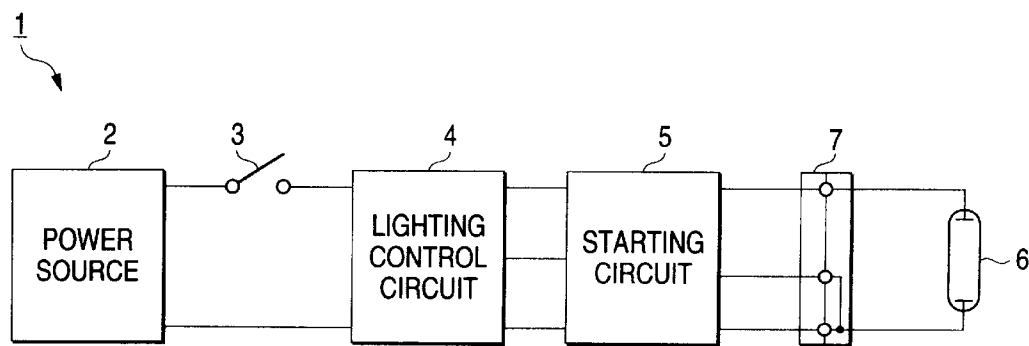 1
2
3
4
5
7
POWER
SOURCE
LIGHTING
CONTROL
CIRCUIT
STARTING
CIRCUIT
6